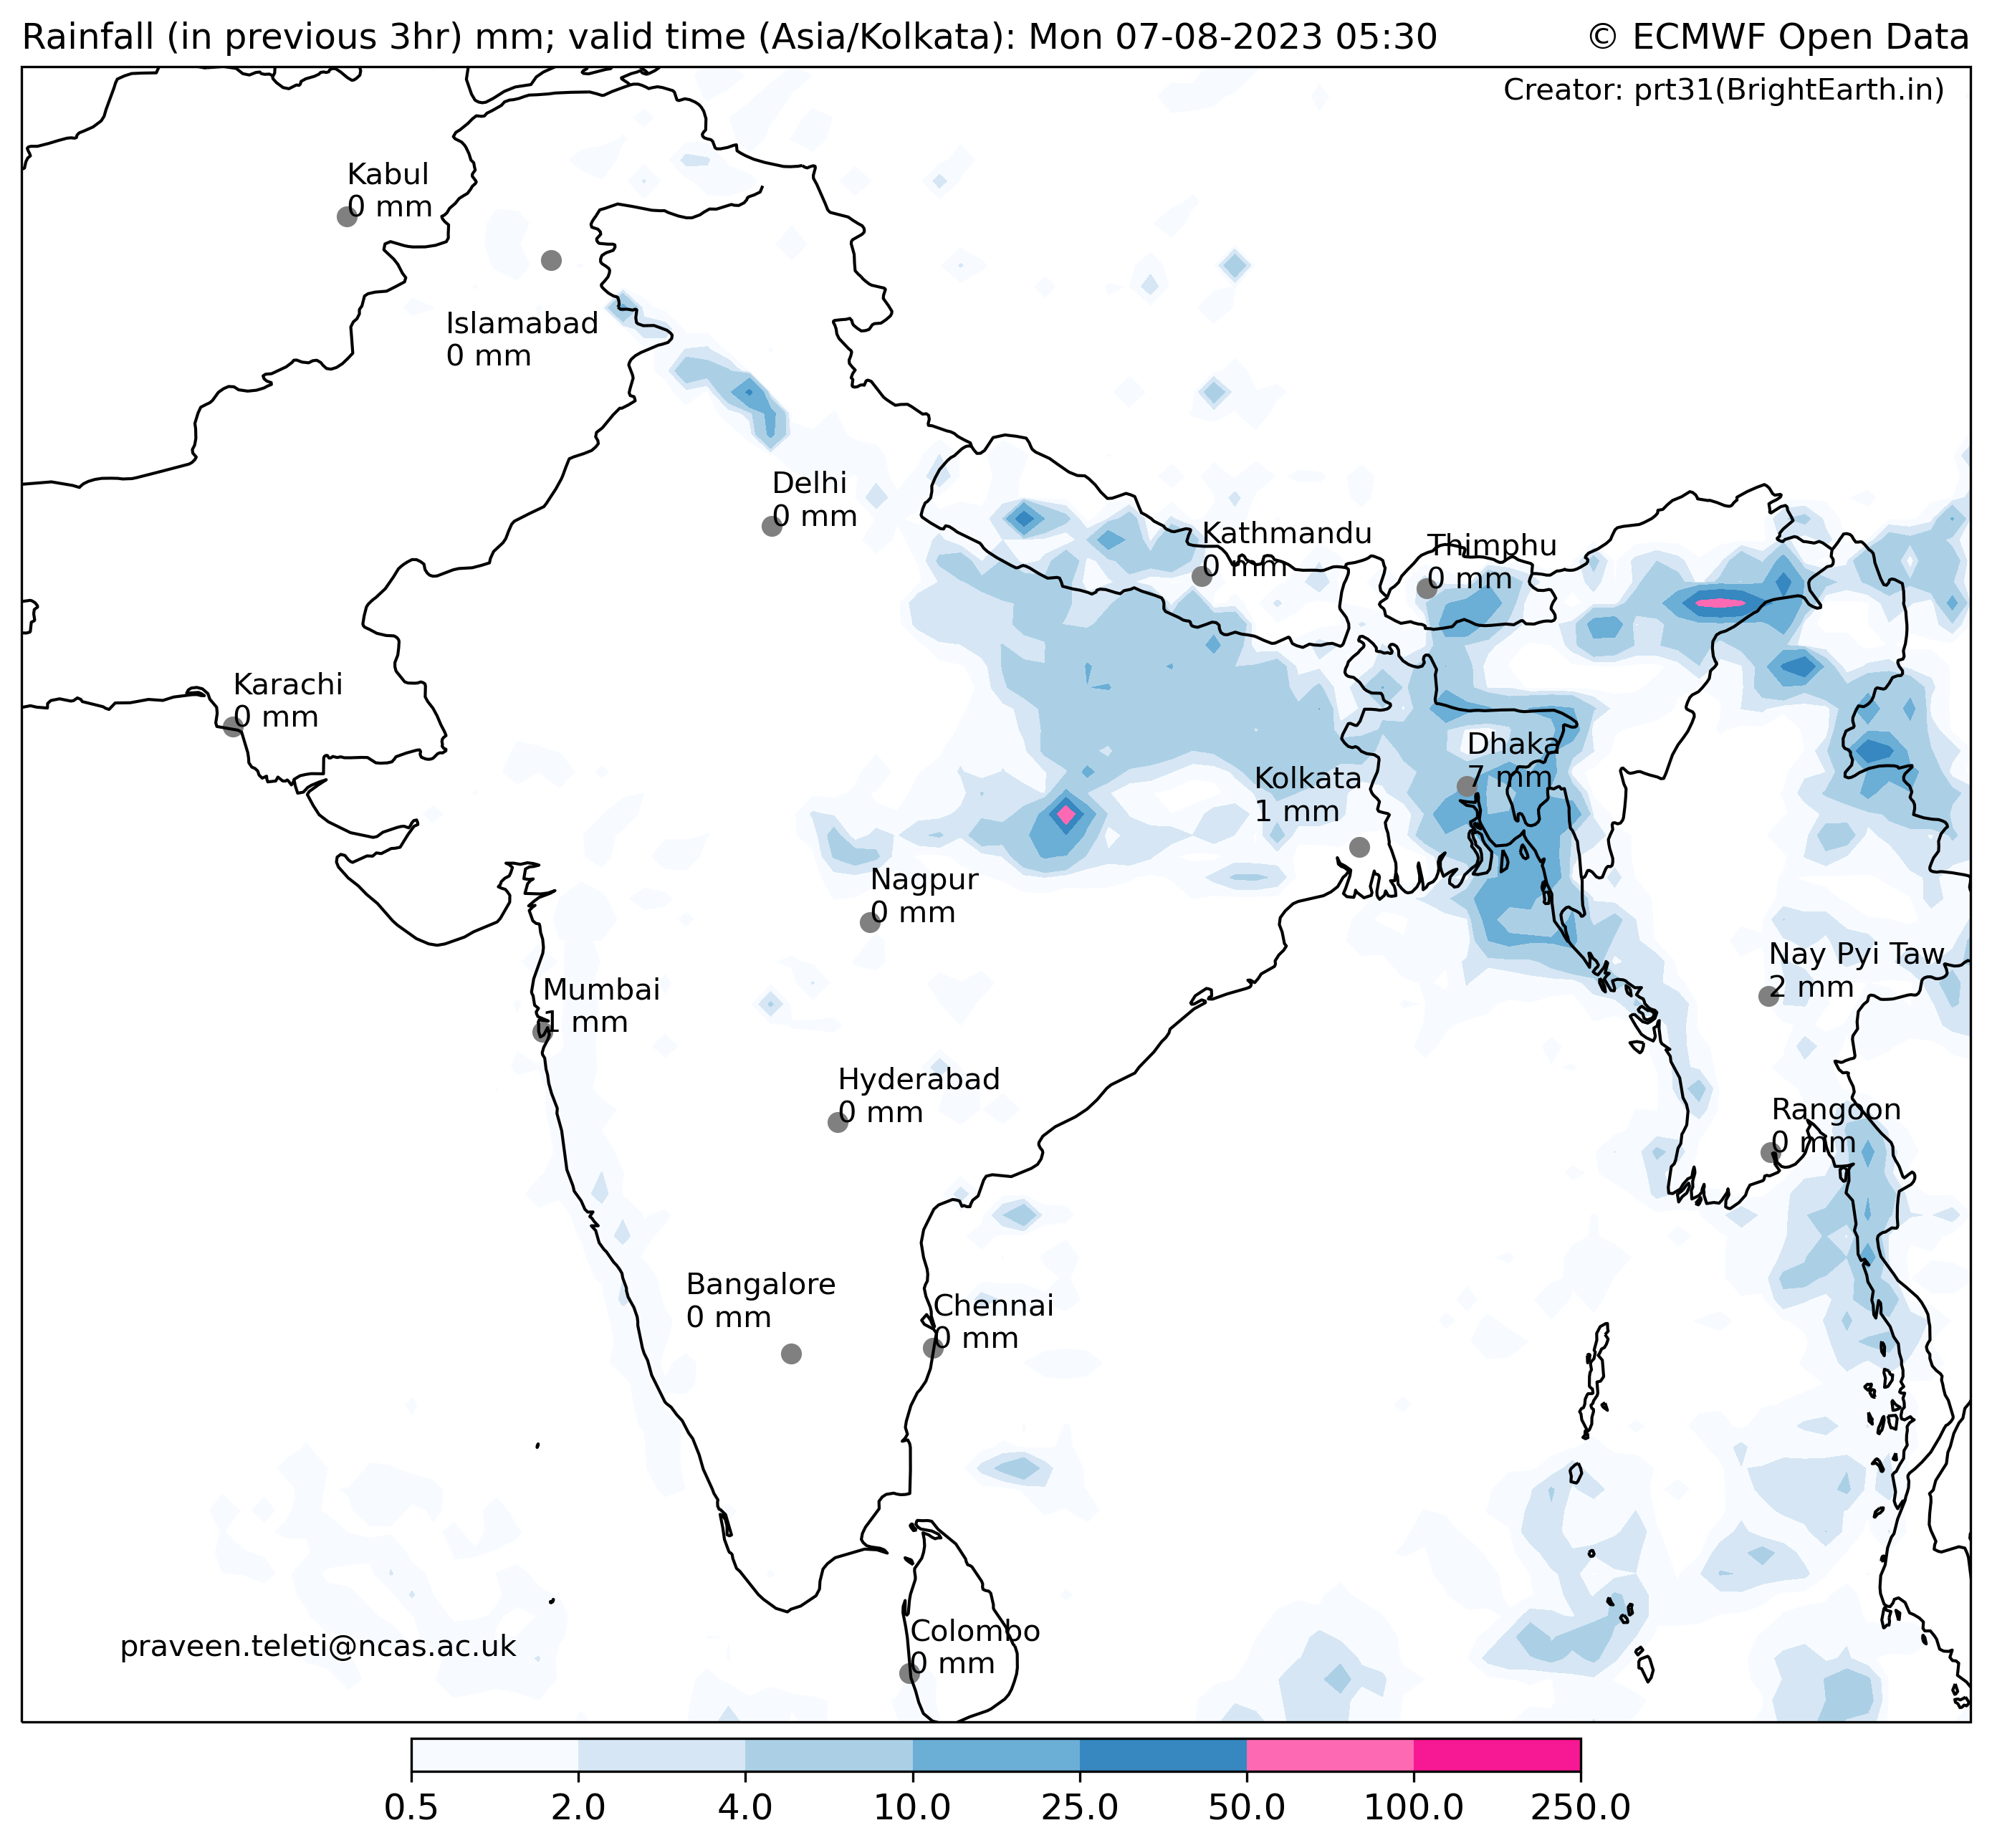 Rainfall (in previous 3hr) mm; valid time (Asia/Kolkata): Mon 07-08-2023 05:30
© ECMWF Open Data
Creator: prt31(BrightEarth.in)
Kabul
0 mm
Islamabad
0 mm
Delhi
0 mm
Kathmandu
0 mm
Thimphu
0 mm
Karachi
0 mm
Dhaka
7 mm
Kolkata
1 mm
Nagpur
0 mm
Nay Pyi Taw
2 mm
Mumbai
1 mm
Hyderabad
0 mm
Rangoon
0 mm
Bangalore
0 mm
Chennai
0 mm
Colombo
0 mm
praveen.teleti@ncas.ac.uk
0.5 2.0 4.0 10.0 25.0 50.0 100.0 250.0